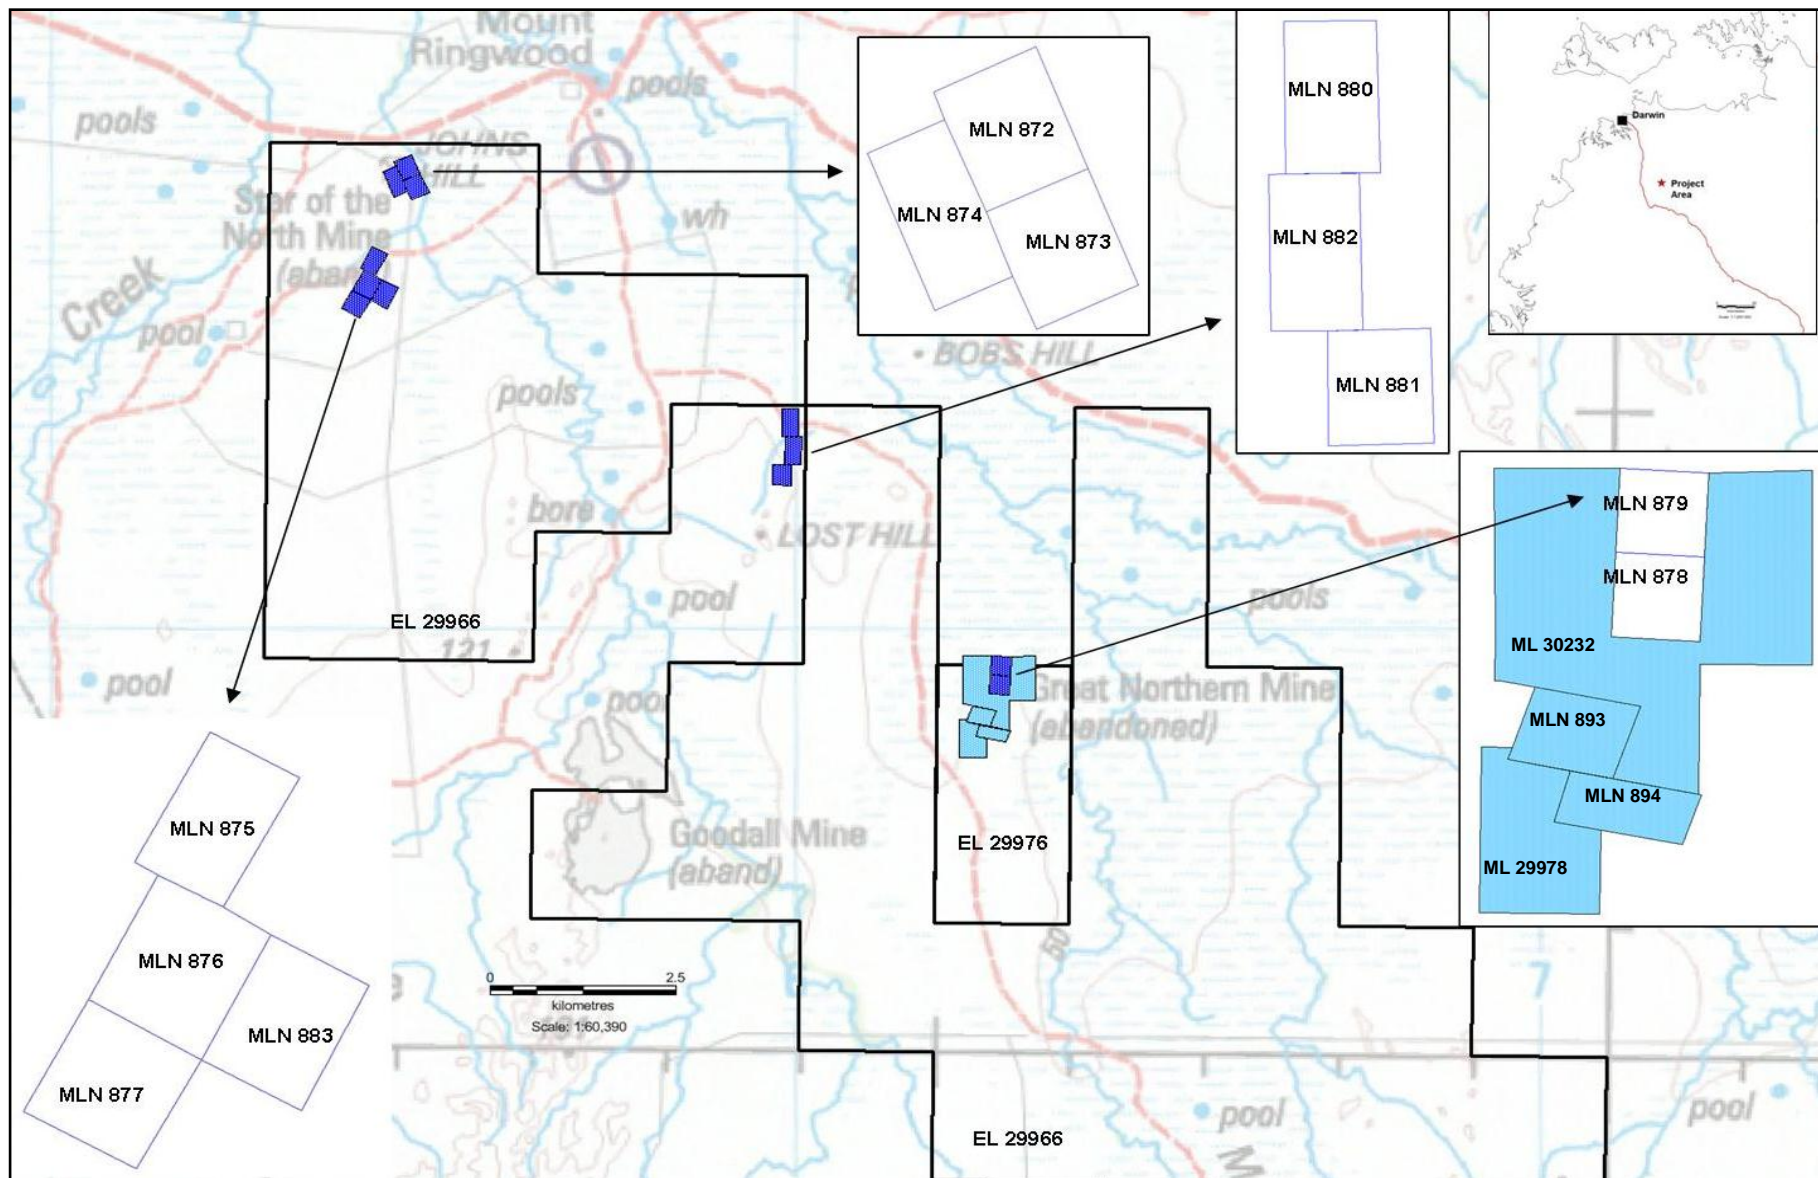 Mount
Ringwood
pools
pools
JOHNS
HILL
Star of the
North Mine
(aban
wh
Creek
pool
BOBS HILL
pools
bore
LOST HILL
pool
EL 29966
121
pool
pool
pools
Great Northern Mine
(abandoned)
Goodall Mine
(aband)
EL 29976
0
2.5
kilometres
Scale: 1:60,390
7
pool
pool
EL 29966
M
MLN 872
MLN 874
MLN 873
MLN 880
MLN 882
MLN 881
Darwin
Project
Area
MLN 879
MLN 878
ML 30232
MLN 893
MLN 894
ML 29978
MLN 875
MLN 876
MLN 883
MLN 877